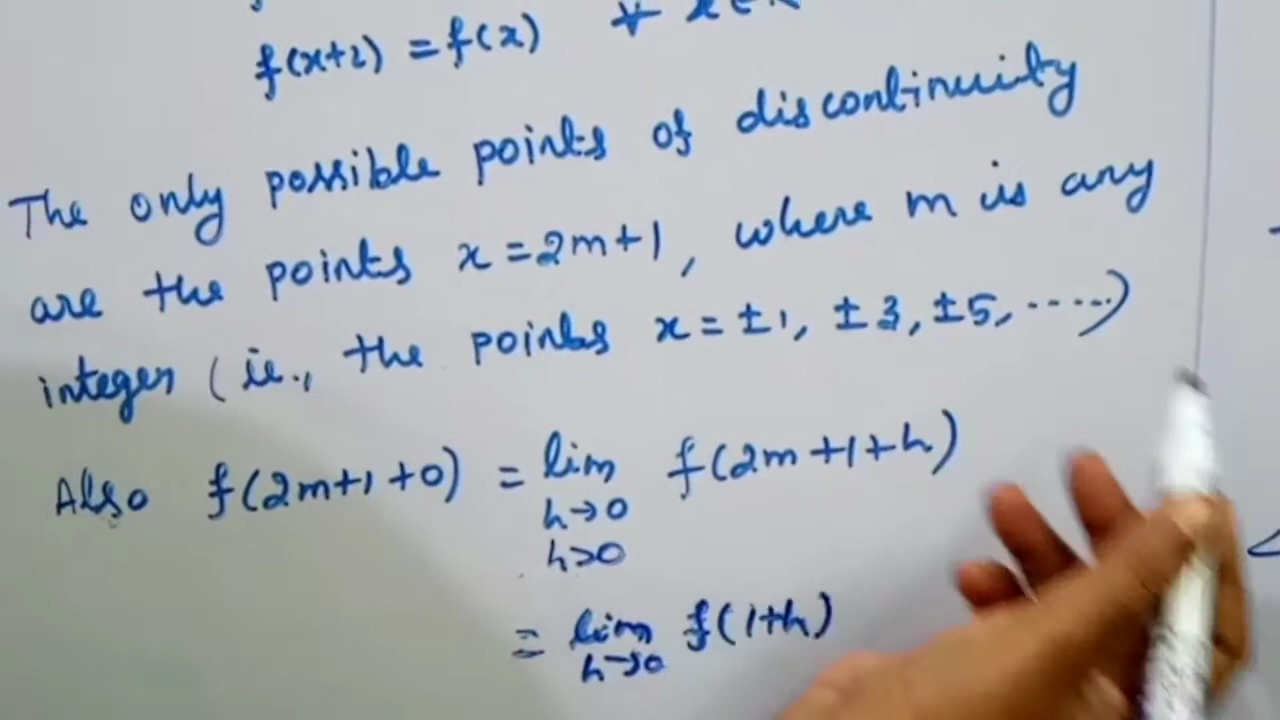 f(x+2) = f(x) ∀ x ∈ R
The only possible points of discontinuity
are the points x = 2m+1, where m is any
integer (ie., the points x = ±1, ±3, ±5, .....)
Also f(2m+1+0) = lim f(2m+1+h)
h→0
h>0
= lim f(1+h)
h→0